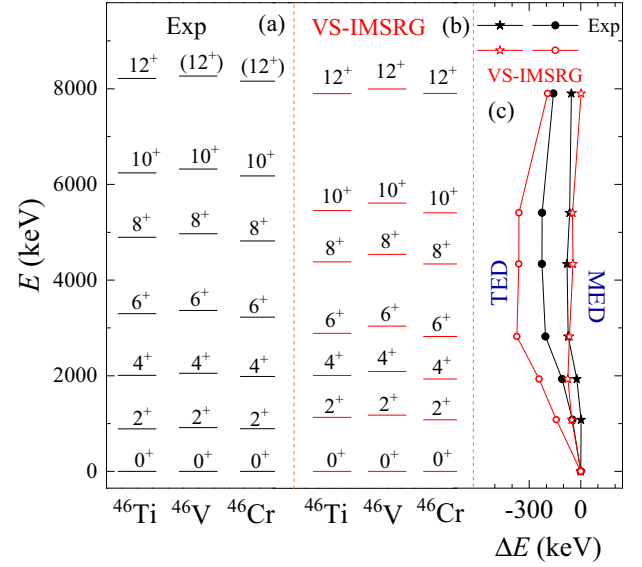 Exp (a)
VS-IMSRG (b)
Exp
VS-IMSRG
(c)
12⁺ (12⁺) (12⁺)
12⁺ 12⁺ 12⁺
10⁺ 10⁺ 10⁺
10⁺ 10⁺ 10⁺
8⁺ 8⁺ 8⁺
8⁺ 8⁺ 8⁺
6⁺ 6⁺ 6⁺
6⁺ 6⁺ 6⁺
4⁺ 4⁺ 4⁺
4⁺ 4⁺ 4⁺
2⁺ 2⁺ 2⁺
2⁺ 2⁺ 2⁺
0⁺ 0⁺ 0⁺
0⁺ 0⁺ 0⁺
TED
MED
8000
6000
4000
2000
0
E (keV)
⁴⁶Ti ⁴⁶V ⁴⁶Cr
⁴⁶Ti ⁴⁶V ⁴⁶Cr
-300 0
ΔE (keV)